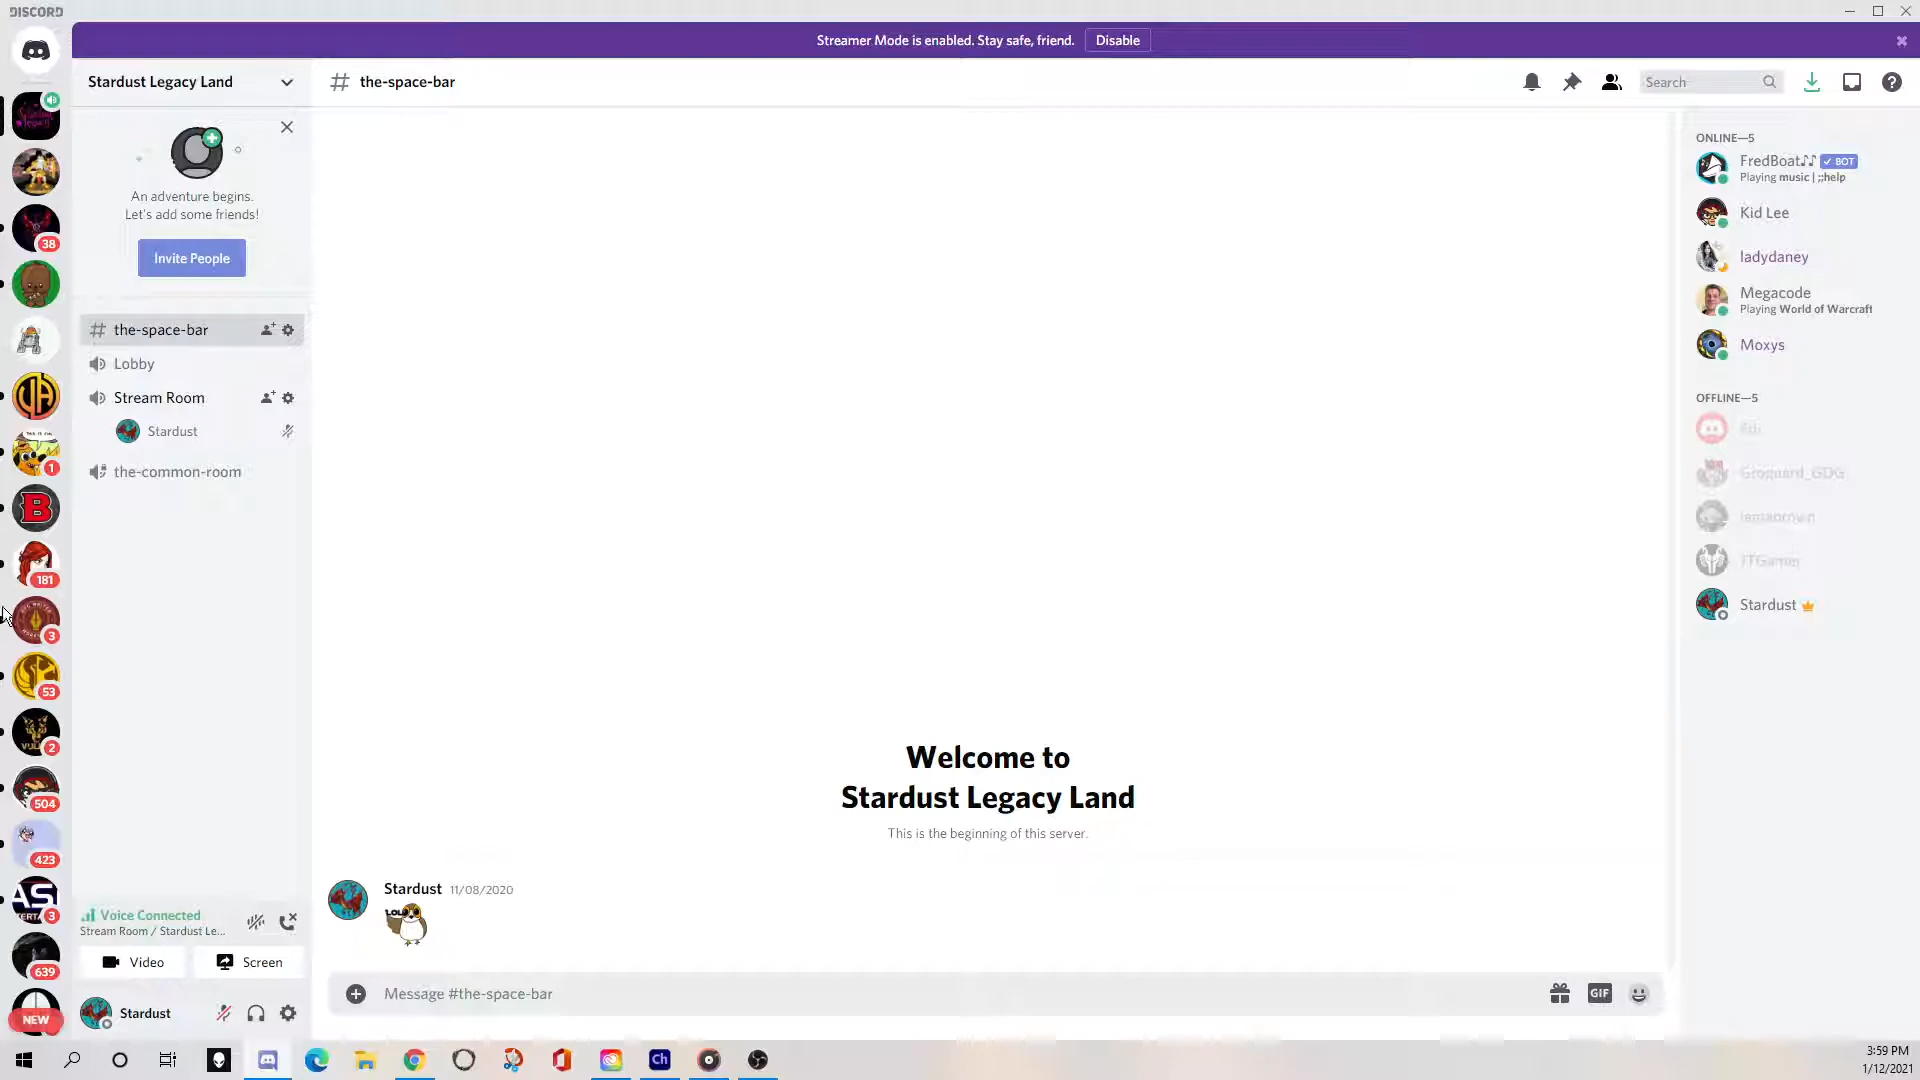 DISCORD
Streamer Mode is enabled. Stay safe, friend.
Disable
Stardust Legacy Land
the-space-bar
Search
An adventure begins.
Let's add some friends!
Invite People
the-space-bar
Lobby
Stream Room
Stardust
the-common-room
38
1
181
3
53
2
504
423
AS
3
639
NEW
Voice Connected
Stream Room / Stardust Le...
Video
Screen
Stardust
Welcome to
Stardust Legacy Land
This is the beginning of this server.
Stardust 11/08/2020
Message #the-space-bar
GIF
ONLINE—5
FredBoat♪♪ ✓ BOT
Playing music | ;;help
Kid Lee
ladydaney
Megacode
Playing World of Warcraft
Moxys
OFFLINE—5
Groguard_GDG
Stardust
Ch
3:59 PM
1/12/2021